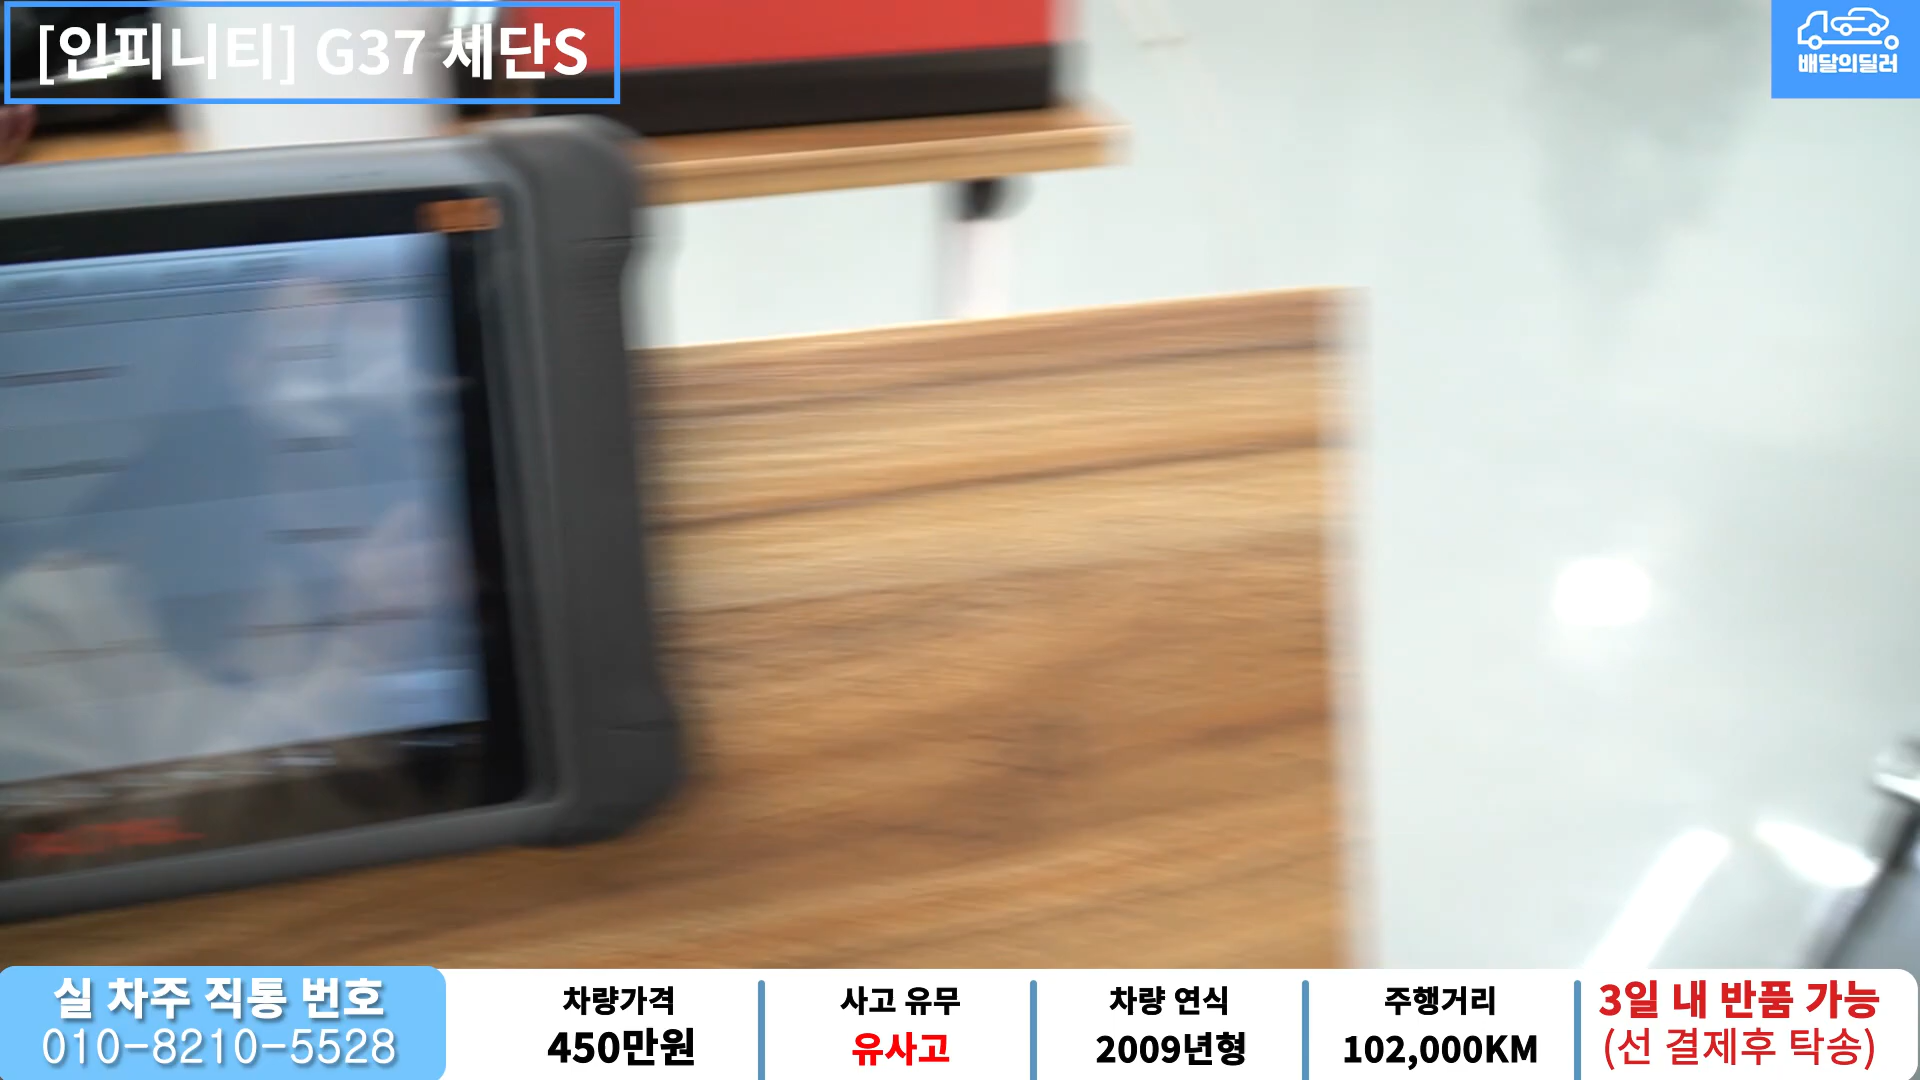 [인피니티] G37 세단S
배달의딜러
실 차주 직통 번호
010-8210-5528
차량가격
450만원
사고 유무
유사고
차량 연식
2009년형
주행거리
102,000KM
3일 내 반품 가능
(선 결제후 탁송)